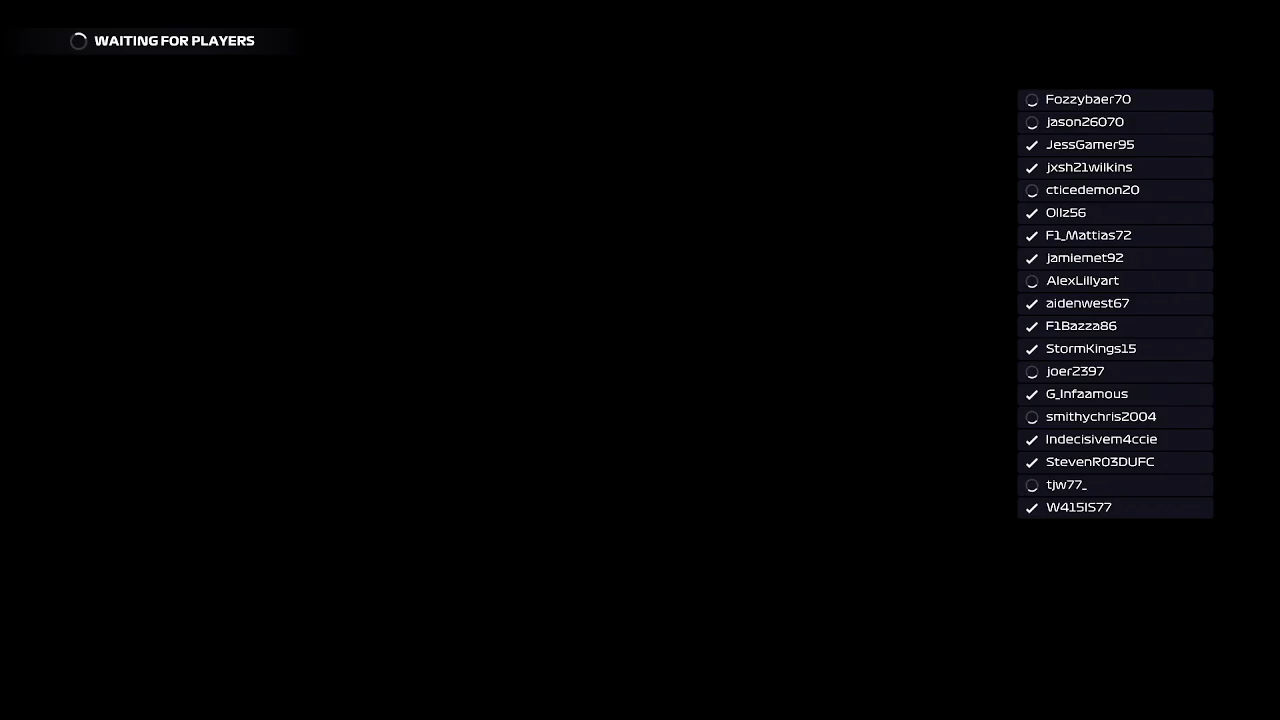 WAITING FOR PLAYERS
Fozzybaer70
jason26070
JessGamer95
jxsh21wilkins
cticedemon20
Ollz56
F1_Mattias72
jamiemet92
AlexLillyart
aidenwest67
F1Bazza86
StormKings15
joer2397
G_Infaamous
smithychris2004
Indecisivem4ccie
StevenR03DUFC
tjw77_
W415IS77